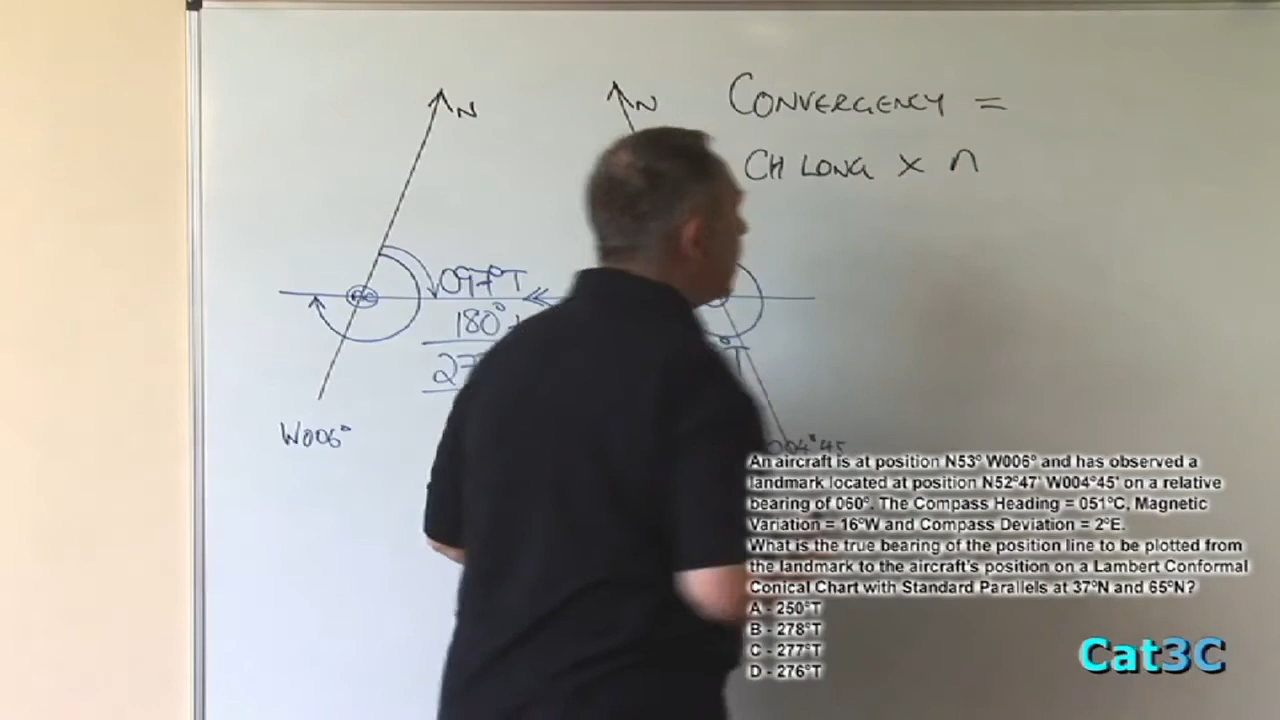 N
N
CONVERGENCY =
CH LONG × n
097°T
180°+
27
°T
W006°
004°45
An aircraft is at position N53° W006° and has observed a
landmark located at position N52°47' W004°45' on a relative
bearing of 060°. The Compass Heading = 051°C, Magnetic
Variation = 16°W and Compass Deviation = 2°E.
What is the true bearing of the position line to be plotted from
the landmark to the aircraft's position on a Lambert Conformal
Conical Chart with Standard Parallels at 37°N and 65°N?
A - 250°T
B - 278°T
C - 277°T
D - 276°T
Cat3C